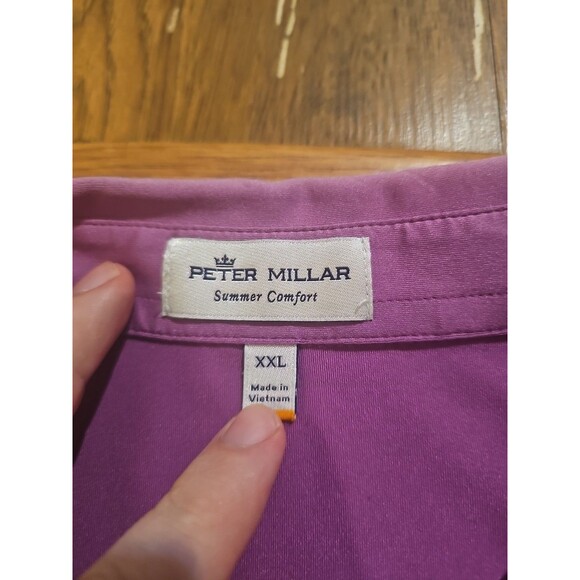 PETER MILLAR
Summer Comfort
XXL
Made in
Vietnam